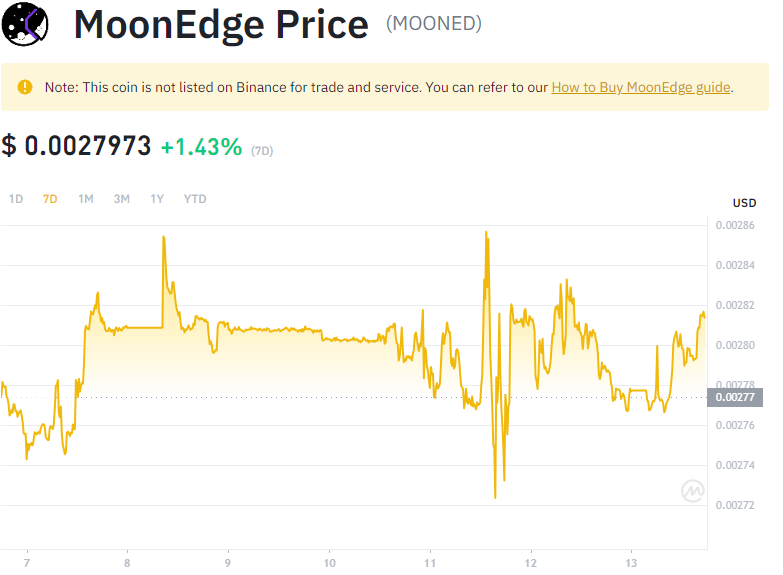 MoonEdge Price (MOONED)
Note: This coin is not listed on Binance for trade and service. You can refer to our How to Buy MoonEdge guide.
$ 0.0027973 +1.43% (7D)
1D 7D 1M 3M 1Y YTD
USD
0.00286
0.00284
0.00282
0.00280
0.00278
0.00277
0.00276
0.00274
0.00272
7 8 9 10 11 12 13